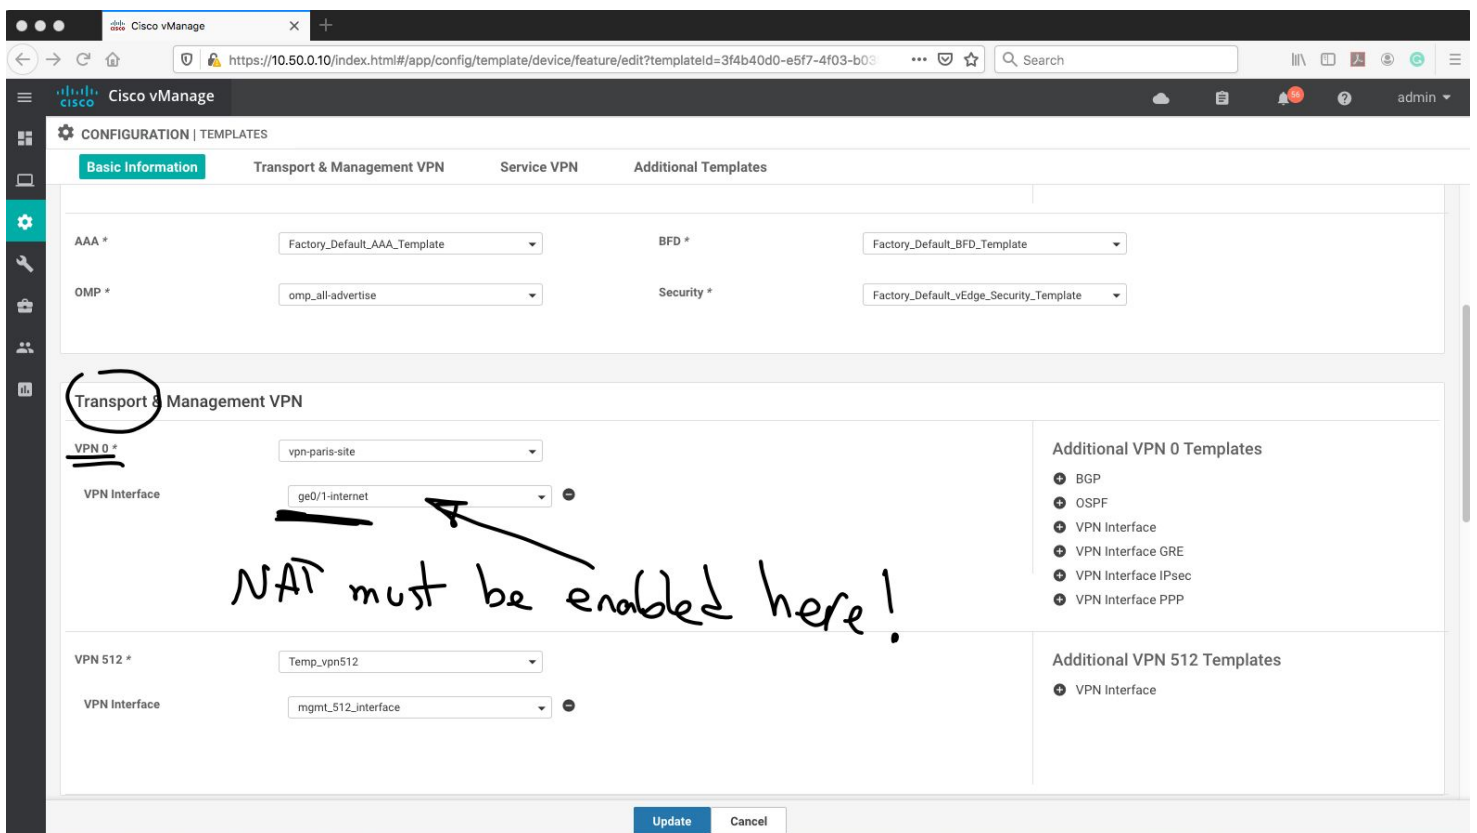 Cisco vManage
https://10.50.0.10/index.html#/app/config/template/device/feature/edit?templateId=3f4b40d0-e5f7-4f03-b03
Search
cisco Cisco vManage
56
admin
CONFIGURATION | TEMPLATES
Basic Information Transport & Management VPN Service VPN Additional Templates
AAA * Factory_Default_AAA_Template BFD * Factory_Default_BFD_Template
OMP * omp_all-advertise Security * Factory_Default_vEdge_Security_Template
Transport & Management VPN
VPN 0 * vpn-paris-site
VPN Interface ge0/1-internet
NAT must be enabled here!
Additional VPN 0 Templates
BGP
OSPF
VPN Interface
VPN Interface GRE
VPN Interface IPsec
VPN Interface PPP
VPN 512 * Temp_vpn512
VPN Interface mgmt_512_interface
Additional VPN 512 Templates
VPN Interface
Update Cancel